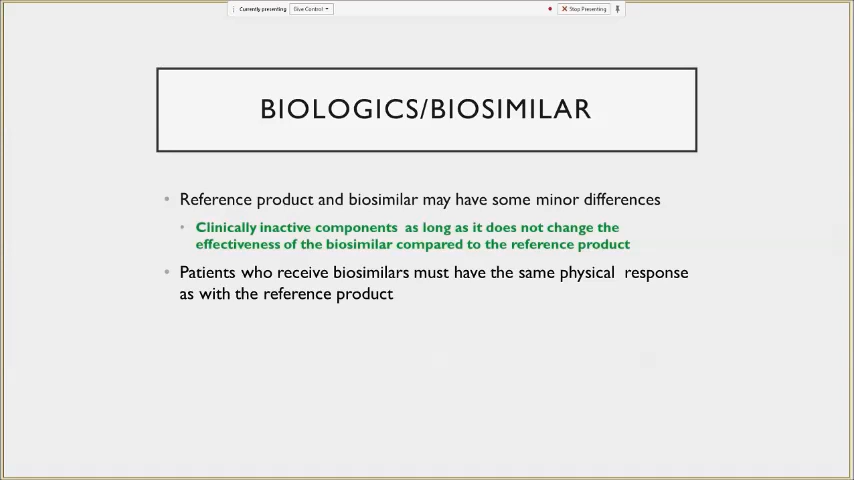 Currently presenting Give Control Stop Presenting
BIOLOGICS/BIOSIMILAR
Reference product and biosimilar may have some minor differences
Clinically inactive components as long as it does not change the
effectiveness of the biosimilar compared to the reference product
Patients who receive biosimilars must have the same physical response
as with the reference product